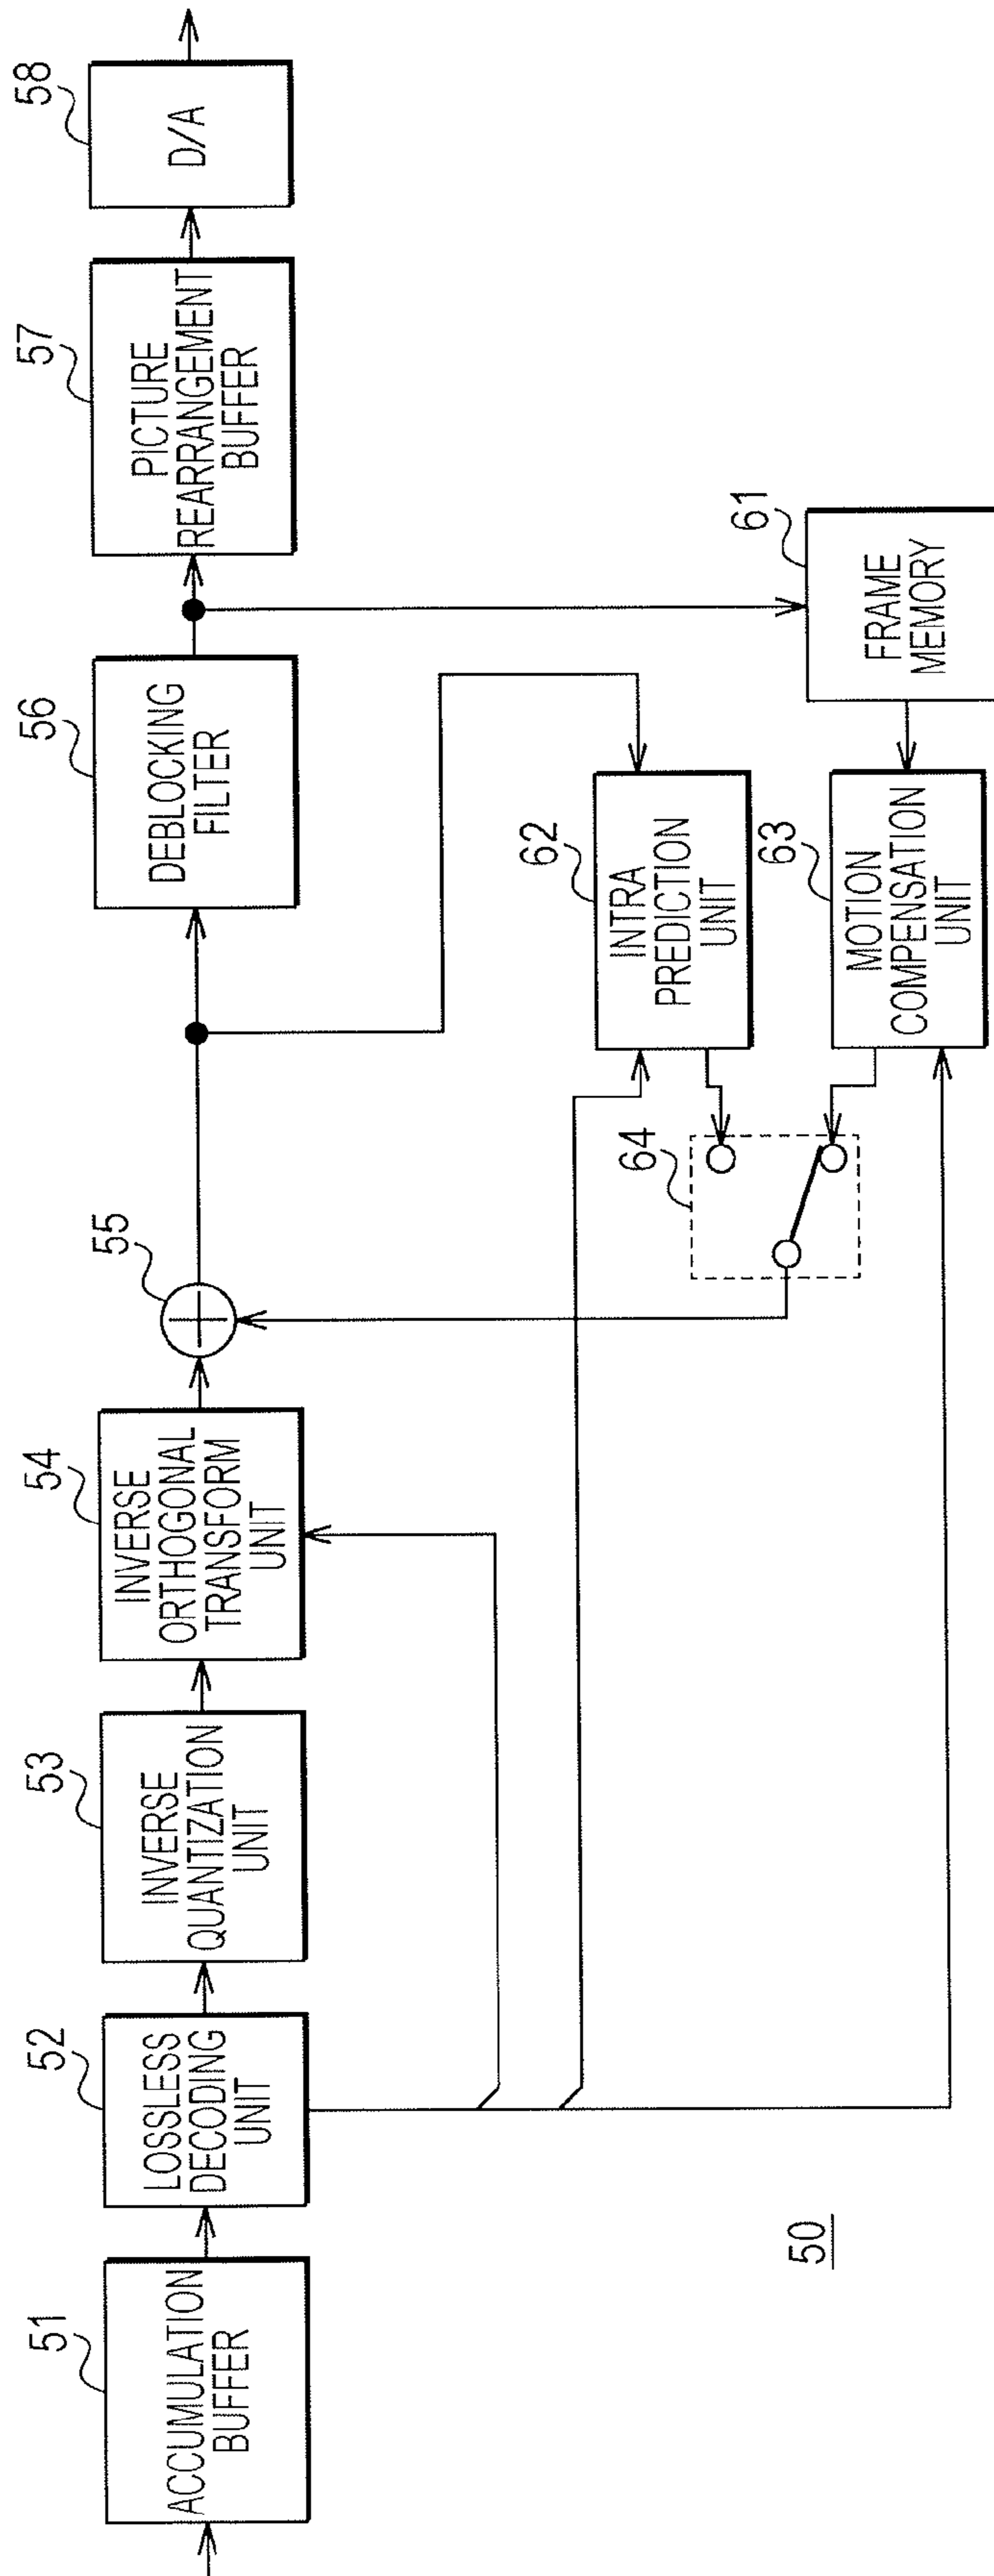 51
ACCUMULATION
BUFFER
52
LOSSLESS
DECODING
UNIT
53
INVERSE
QUANTIZATION
UNIT
54
INVERSE
ORTHOGONAL
TRANSFORM
UNIT
55
56
DEBLOCKING
FILTER
57
PICTURE
REARRANGEMENT
BUFFER
58
D/A
61
FRAME
MEMORY
62
INTRA
PREDICTION
UNIT
63
MOTION
COMPENSATION
UNIT
64
50